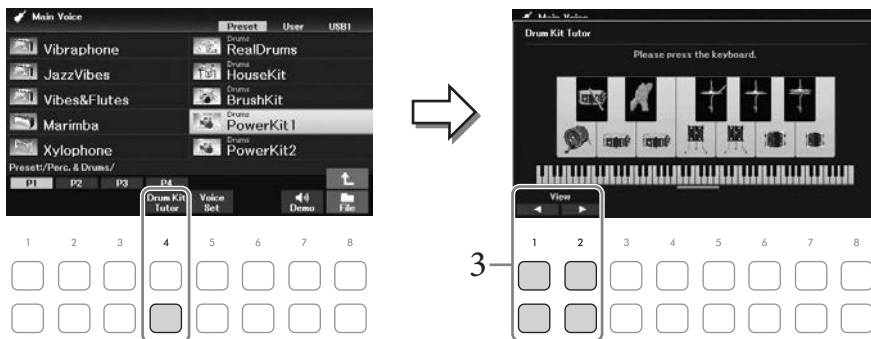 Main Voice
Preset User USB1
Vibraphone
JazzVibes
Vibes&Flutes
Marimba
Xylophone
Drums
RealDrums
Drums
HouseKit
Drums
BrushKit
Drums
PowerKit1
Drums
PowerKit2
Preset:/Perc. & Drums/
P1 P2 P3 P4
Drum Kit
Tutor
Voice
Set
Demo
File
1 2 3 4 5 6 7 8
Main Voice
Drum Kit Tutor
Please press the keyboard.
View
1 2 3 4 5 6 7 8
3